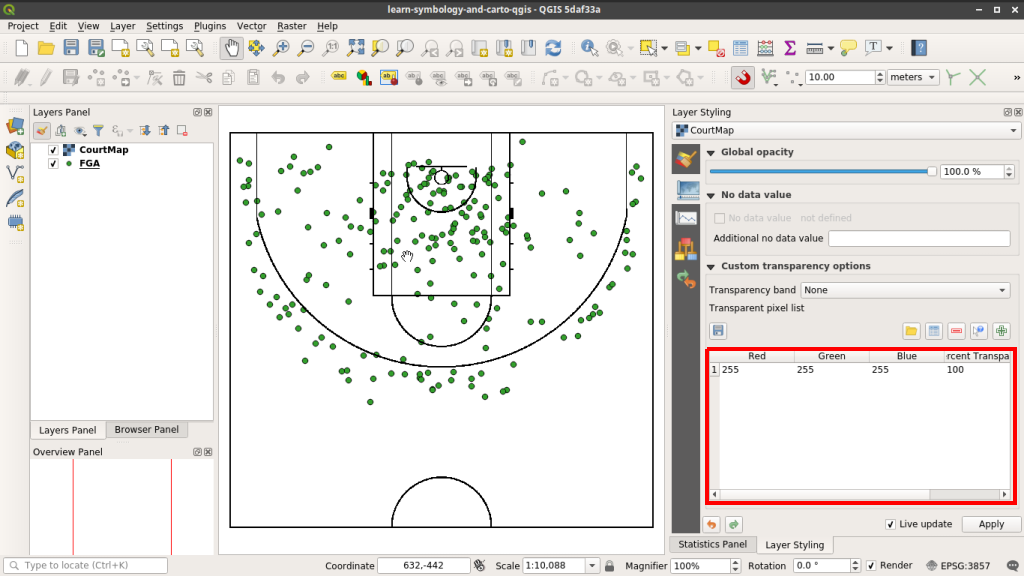 learn-symbology-and-carto-qgis - QGIS 5daf33a
Project Edit View Layer Settings Plugins Vector Raster Help
abc abc
10.00 meters »
Layers Panel
CourtMap
FGA
Layers Panel Browser Panel
Overview Panel
Layer Styling
CourtMap
Global opacity
100.0 %
No data value
No data value not defined
Additional no data value
Custom transparency options
Transparency band None
Transparent pixel list
Red Green Blue rcent Transpa
1 255 255 255 100
Live update Apply
Statistics Panel Layer Styling
Type to locate (Ctrl+K) Coordinate 632,-442 Scale 1:10,088 Magnifier 100% Rotation 0.0 ° Render EPSG:3857